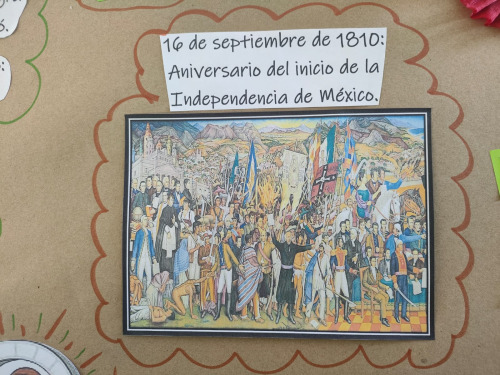 16 de septiembre de 1810:
Aniversario del inicio de la
Independencia de México.